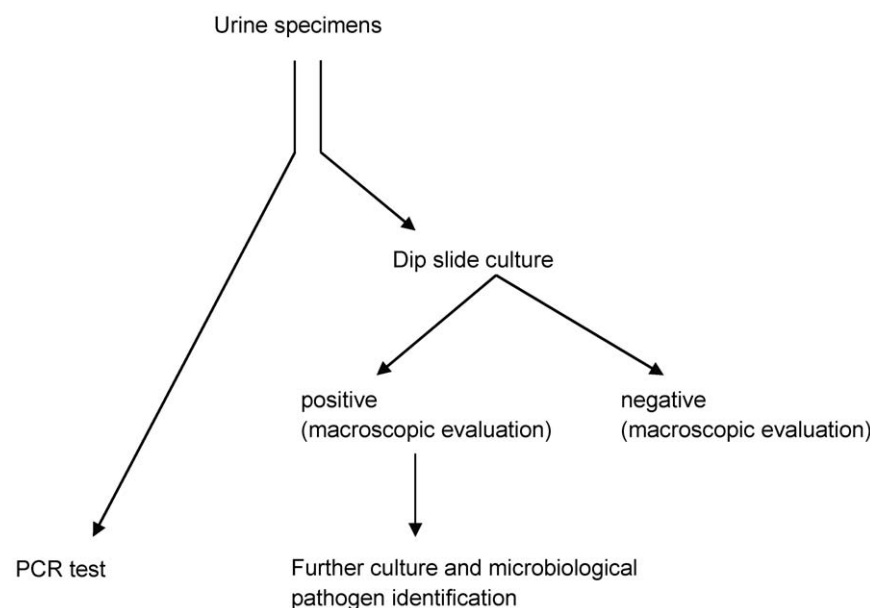 Urine specimens
Dip slide culture
positive
(macroscopic evaluation)
negative
(macroscopic evaluation)
PCR test
Further culture and microbiological
pathogen identification